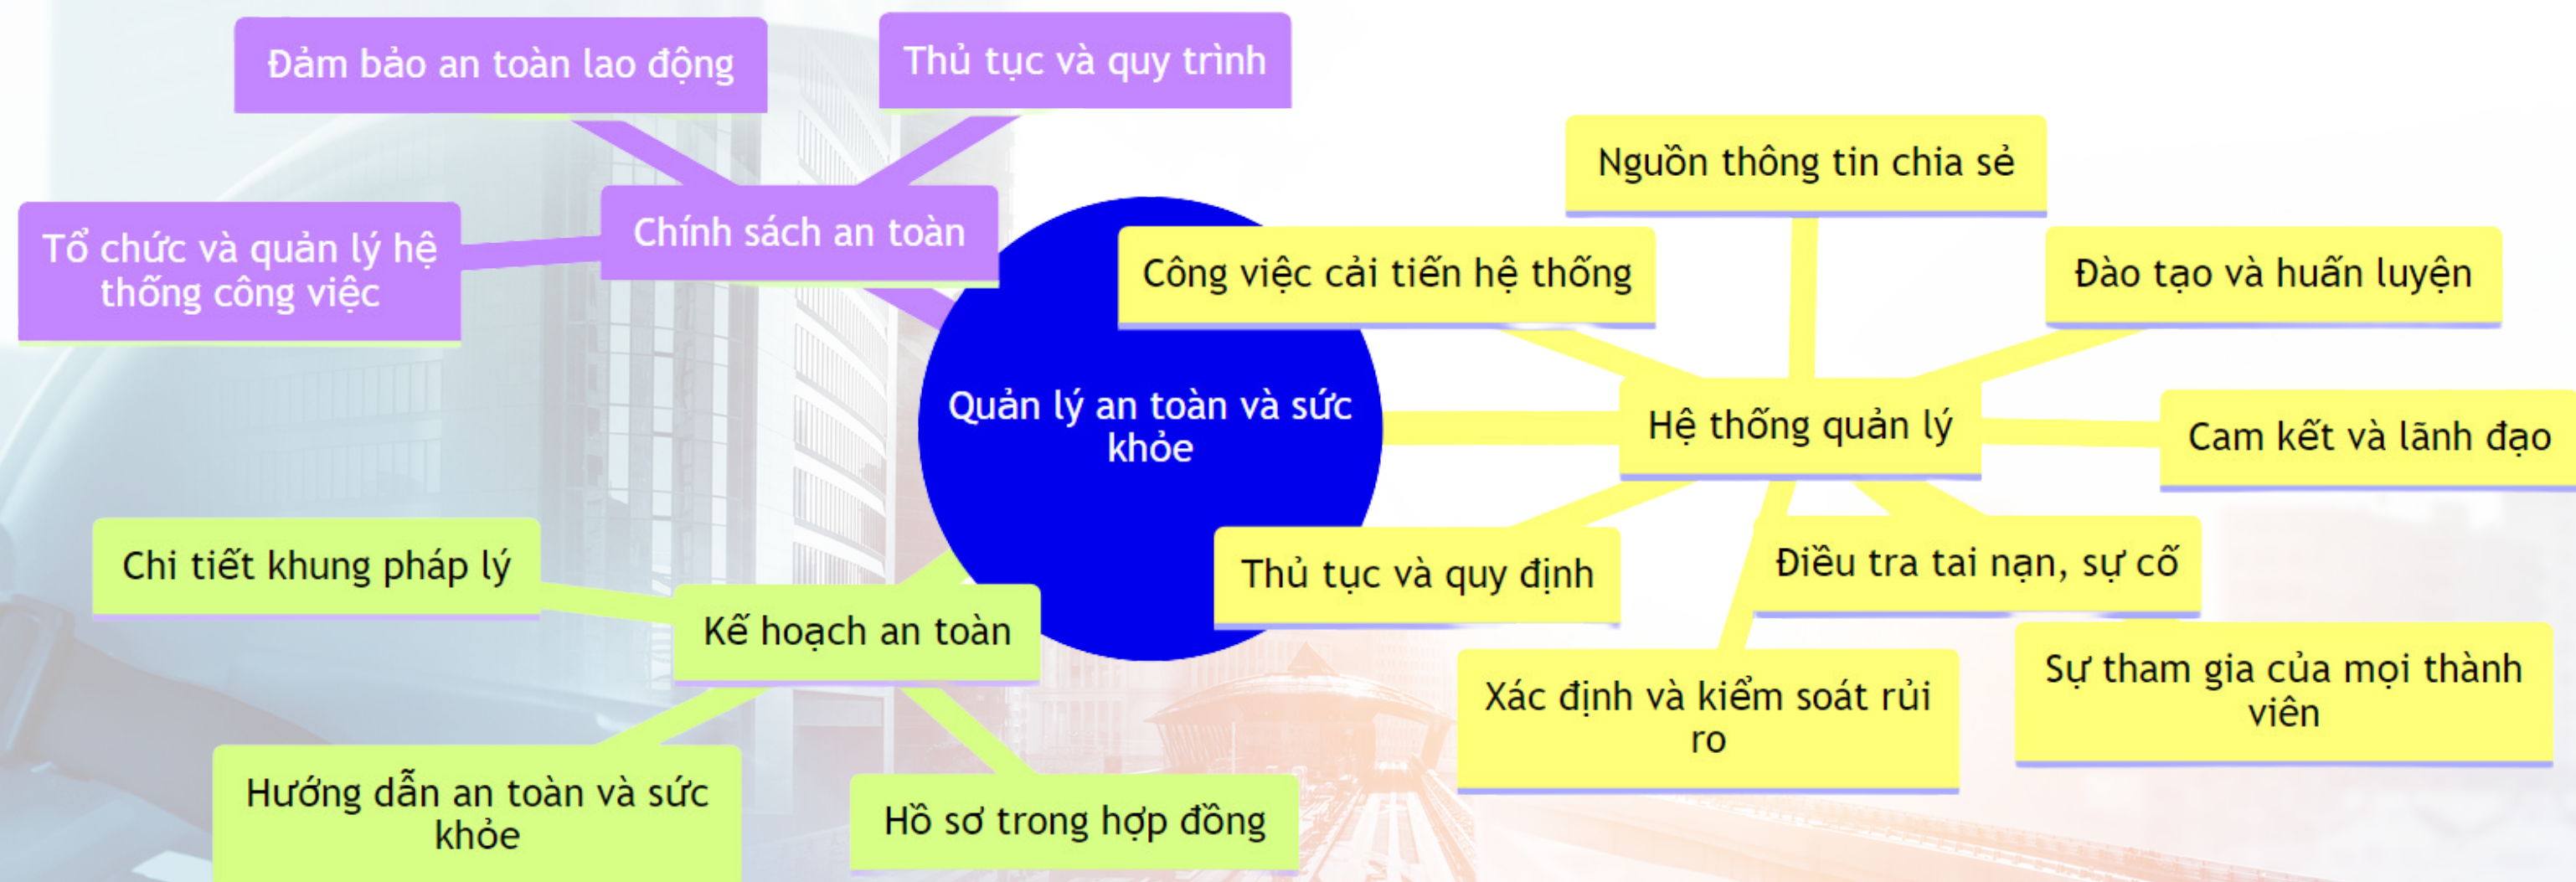 Đảm bảo an toàn lao động
Thủ tục và quy trình
Tổ chức và quản lý hệ
thống công việc
Chính sách an toàn
Quản lý an toàn và sức
khỏe
Chi tiết khung pháp lý
Kế hoạch an toàn
Hướng dẫn an toàn và sức
khỏe
Hồ sơ trong hợp đồng
Nguồn thông tin chia sẻ
Công việc cải tiến hệ thống
Đào tạo và huấn luyện
Hệ thống quản lý
Cam kết và lãnh đạo
Thủ tục và quy định
Điều tra tai nạn, sự cố
Xác định và kiểm soát rủi
ro
Sự tham gia của mọi thành
viên